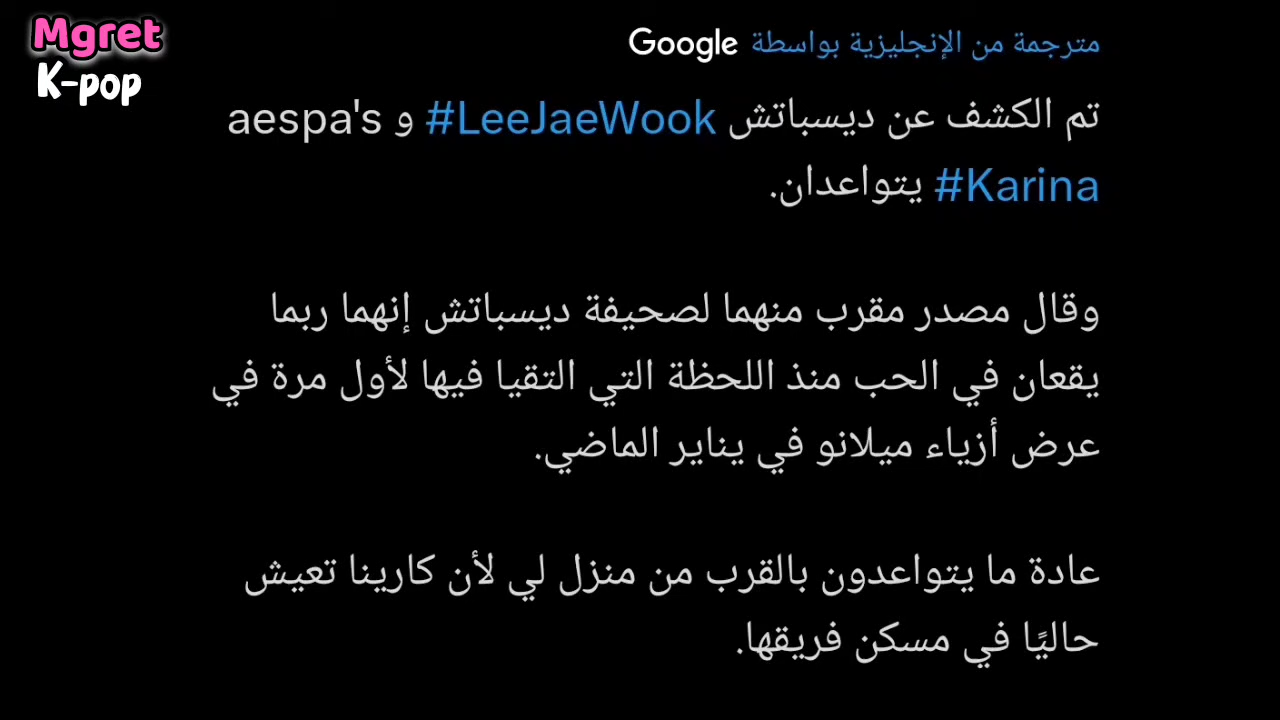 Mgret
K-pop
مترجمة من الإنجليزية بواسطة Google
تم الكشف عن ديسباتش #LeeJaeWook و aespa's
#Karina يتواعدان.
وقال مصدر مقرب منهما لصحيفة ديسباتش إنهما ربما
يقعان في الحب منذ اللحظة التي التقيا فيها لأول مرة في
عرض أزياء ميلانو في يناير الماضي.
عادة ما يتواعدون بالقرب من منزل لي لأن كارينا تعيش
حاليًا في مسكن فريقها.